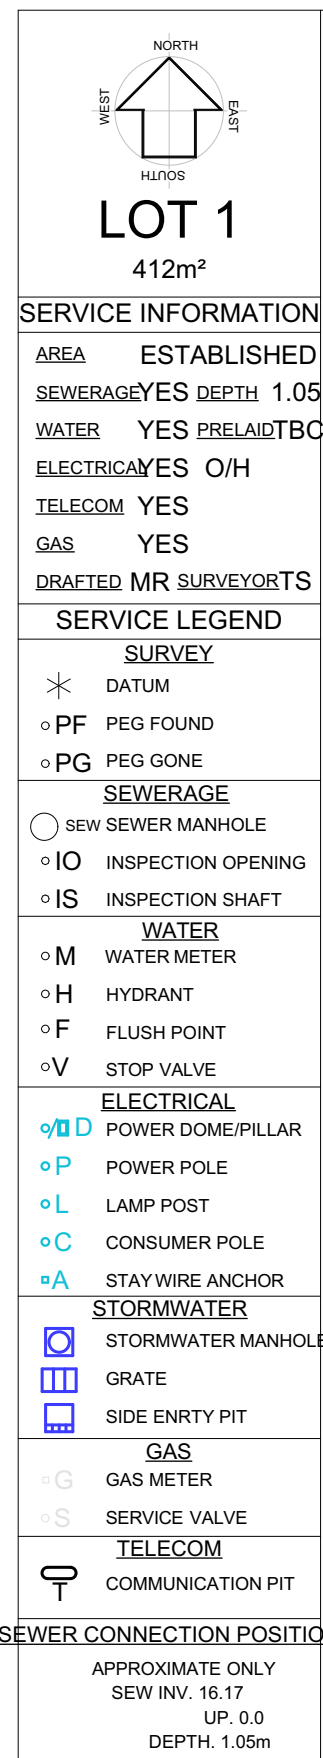 NORTH
WEST
EAST
SOUTH
LOT 1
412m²
SERVICE INFORMATION
AREA ESTABLISHED
SEWERAGE YES DEPTH 1.05
WATER YES PRELAID TBC
ELECTRICAL YES O/H
TELECOM YES
GAS YES
DRAFTED MR SURVEYOR TS
SERVICE LEGEND
SURVEY
DATUM
PF PEG FOUND
PG PEG GONE
SEWERAGE
SEW SEWER MANHOLE
IO INSPECTION OPENING
IS INSPECTION SHAFT
WATER
M WATER METER
H HYDRANT
F FLUSH POINT
V STOP VALVE
ELECTRICAL
D POWER DOME/PILLAR
P POWER POLE
L LAMP POST
C CONSUMER POLE
A STAY WIRE ANCHOR
STORMWATER
STORMWATER MANHOLE
GRATE
SIDE ENRTY PIT
GAS
G GAS METER
S SERVICE VALVE
TELECOM
T COMMUNICATION PIT
SEWER CONNECTION POSITIO
APPROXIMATE ONLY
SEW INV. 16.17
UP. 0.0
DEPTH. 1.05m